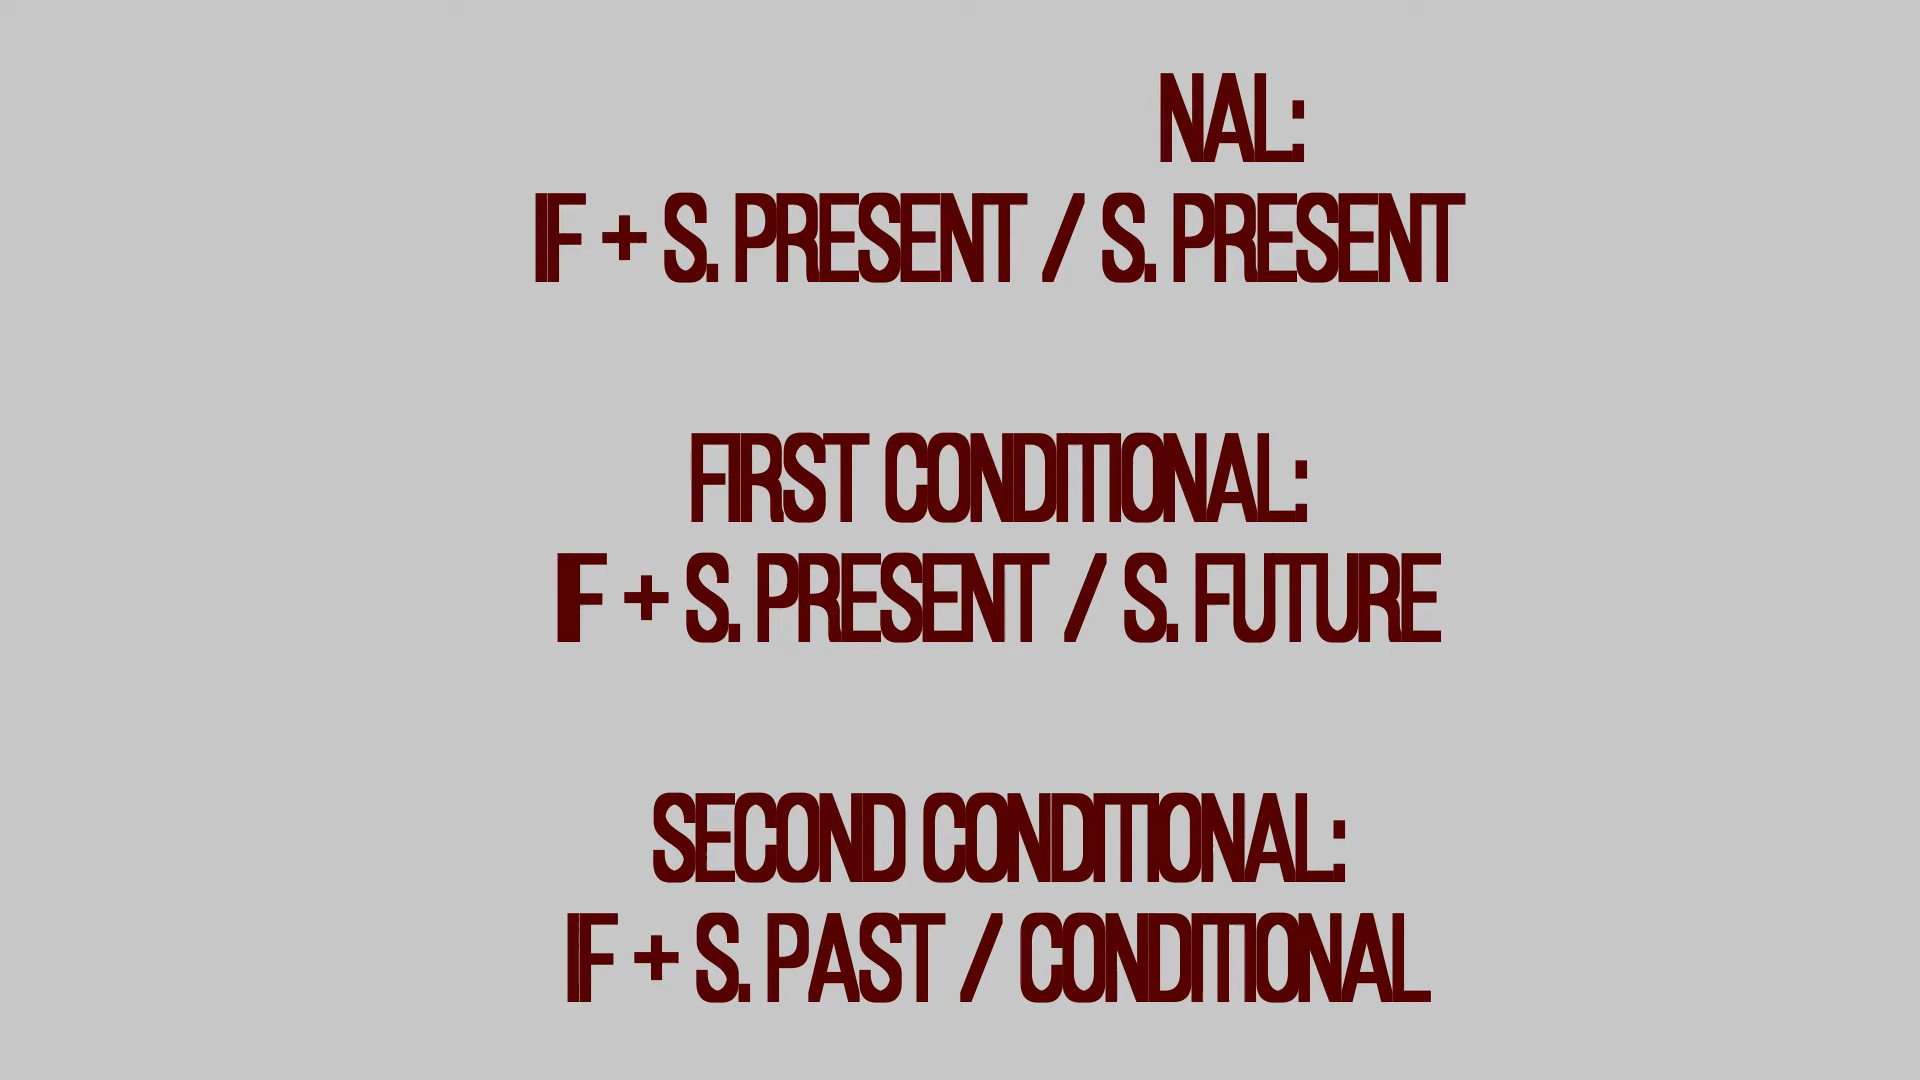 NAL:
IF + S. PRESENT / S. PRESENT
FIRST CONDITIONAL:
IF + S. PRESENT / S. FUTURE
SECOND CONDITIONAL:
IF + S. PAST / CONDITIONAL